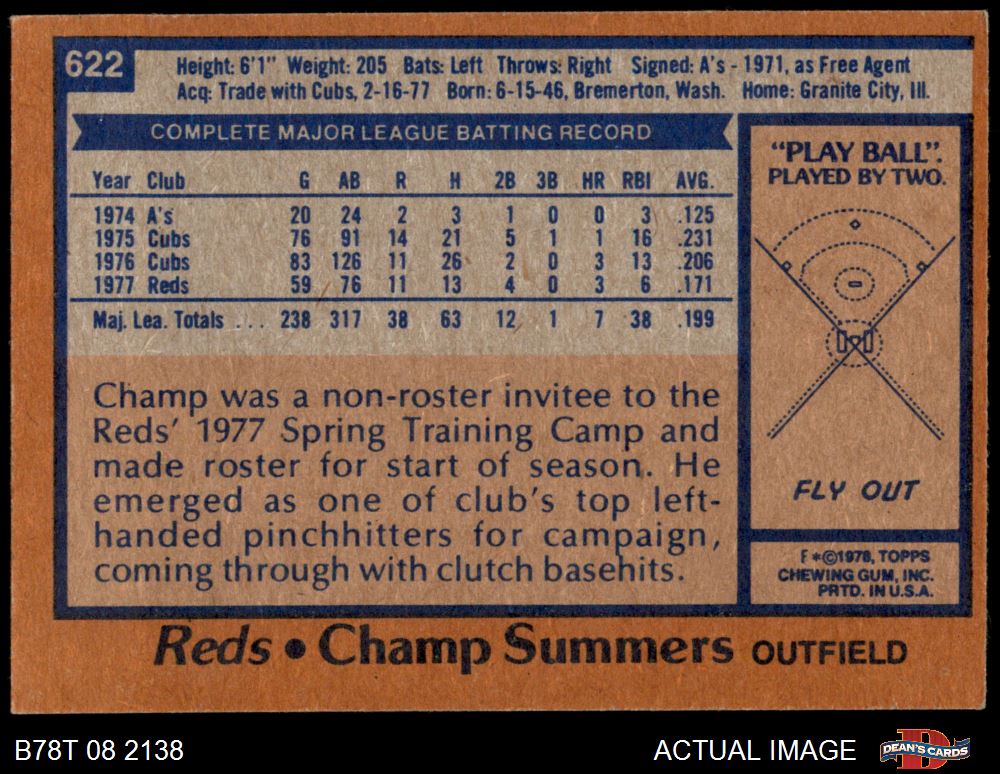 622
Height: 6'1" Weight: 205 Bats: Left Throws: Right Signed: A's - 1971, as Free Agent
Acq: Trade with Cubs, 2-16-77 Born: 6-15-46, Bremerton, Wash. Home: Granite City, Ill.
COMPLETE MAJOR LEAGUE BATTING RECORD
Year Club G AB R H 2B 3B HR RBI AVG.
1974 A's 20 24 2 3 1 0 0 3 .125
1975 Cubs 76 91 14 21 5 1 1 16 .231
1976 Cubs 83 126 11 26 2 0 3 13 .206
1977 Reds 59 76 11 13 4 0 3 6 .171
Maj. Lea. Totals ... 238 317 38 63 12 1 7 38 .199
Champ was a non-roster invitee to the
Reds' 1977 Spring Training Camp and
made roster for start of season. He
emerged as one of club's top left-
handed pinchhitters for campaign,
coming through with clutch basehits.
"PLAY BALL".
PLAYED BY TWO.
FLY OUT
F *©1978, TOPPS
CHEWING GUM, INC.
PRTD. IN U.S.A.
Reds • Champ Summers OUTFIELD
B78T 08 2138
ACTUAL IMAGE
DEAN'S CARDS